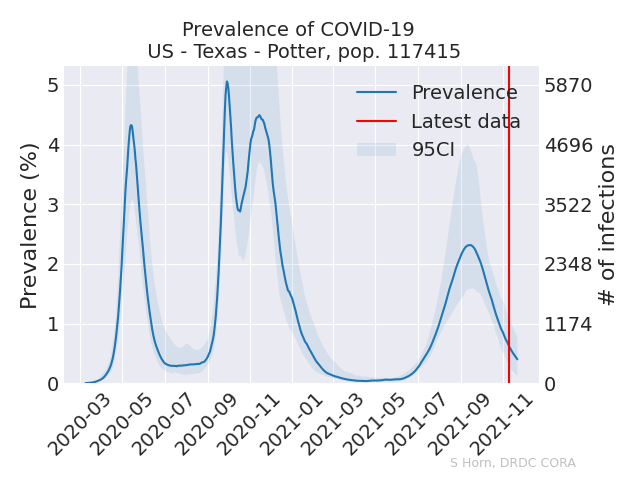 Prevalence of COVID-19
US - Texas - Potter, pop. 117415
Prevalence
Latest data
95CI
Prevalence (%)
5
4
3
2
1
0
5870
4696
3522
2348
1174
0
# of infections
2020-03
2020-05
2020-07
2020-09
2020-11
2021-01
2021-03
2021-05
2021-07
2021-09
2021-11
S Horn, DRDC CORA